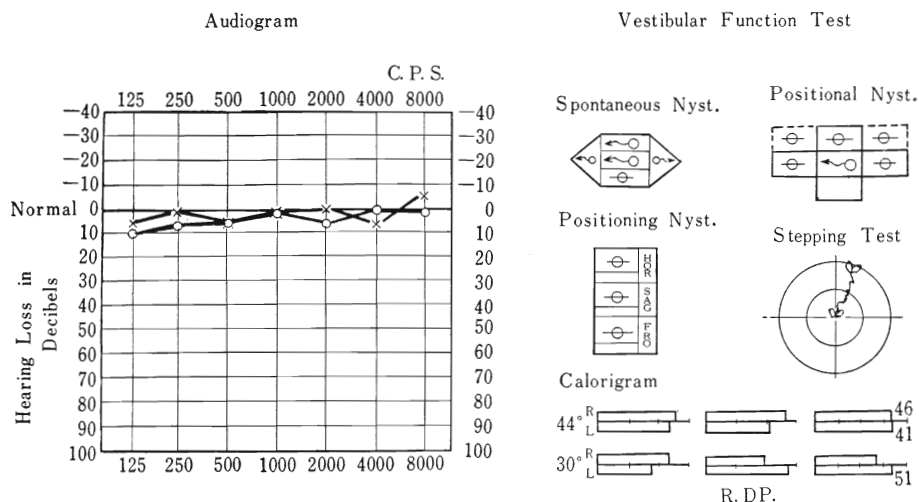 Audiogram
C. P. S.
125 250 500 1000 2000 4000 8000
−40 −40
−30 −30
−20 −20
−10 −10
Normal 0 0
10 10
20 20
30 30
40 40
50 50
60 60
70 70
80 80
90 90
100 100
125 250 500 1000 2000 4000 8000
Hearing Loss in
Decibels
Vestibular Function Test
Spontaneous Nyst.
Positional Nyst.
Positioning Nyst.
HOR
SAG
FRO
Stepping Test
Calorigram
44° R 46
L 41
30° R
L 51
R. DP.